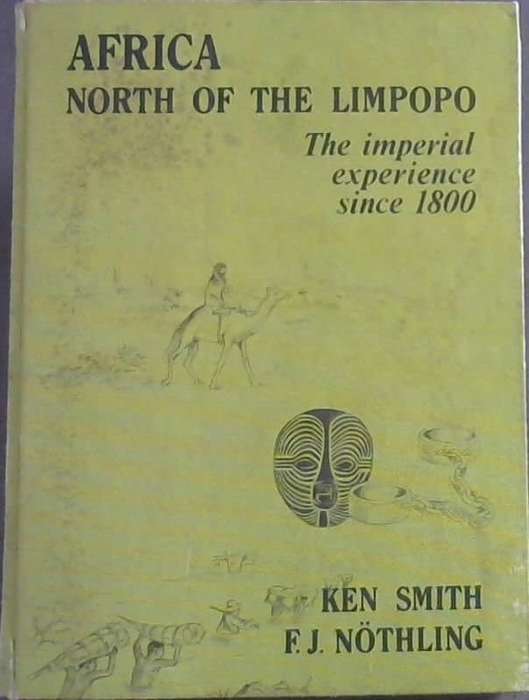 AFRICA
NORTH OF THE LIMPOPO
The imperial
experience
since 1800
KEN SMITH
F. J. NÖTHLING